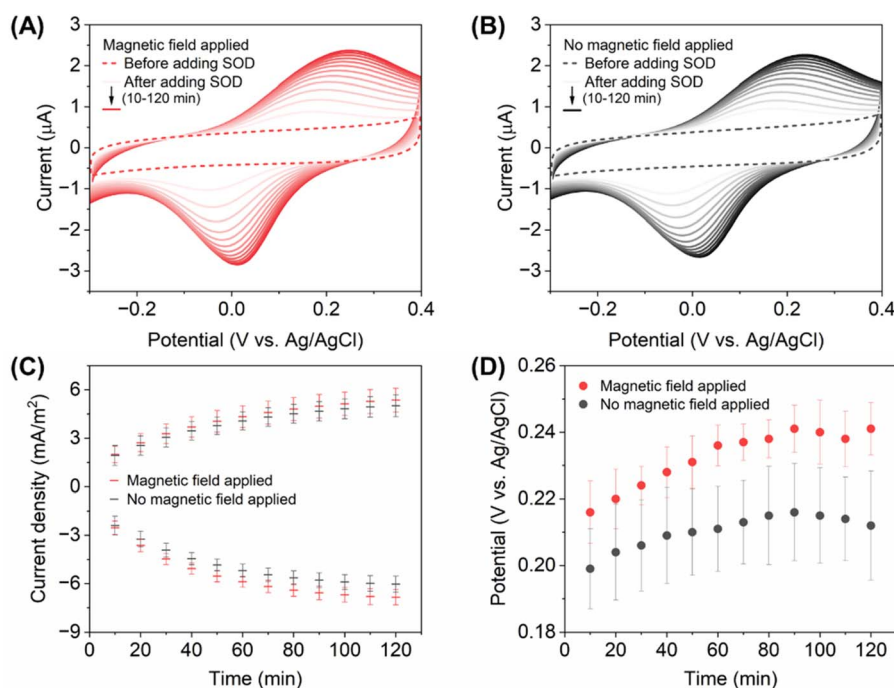 (A)
Magnetic field applied
Before adding SOD
After adding SOD
(10-120 min)
3
2
1
0
−1
−2
−3
Current (μA)
−0.2
0.0
0.2
0.4
Potential (V vs. Ag/AgCl)
(B)
No magnetic field applied
Before adding SOD
After adding SOD
(10-120 min)
3
2
1
0
−1
−2
−3
Current (μA)
−0.2
0.0
0.2
0.4
Potential (V vs. Ag/AgCl)
(C)
Magnetic field applied
No magnetic field applied
9
6
3
0
−3
−6
−9
Current density (mA/m²)
0
20
40
60
80
100
120
Time (min)
(D)
Magnetic field applied
No magnetic field applied
0.26
0.24
0.22
0.20
0.18
Potential (V vs. Ag/AgCl)
0
20
40
60
80
100
120
Time (min)